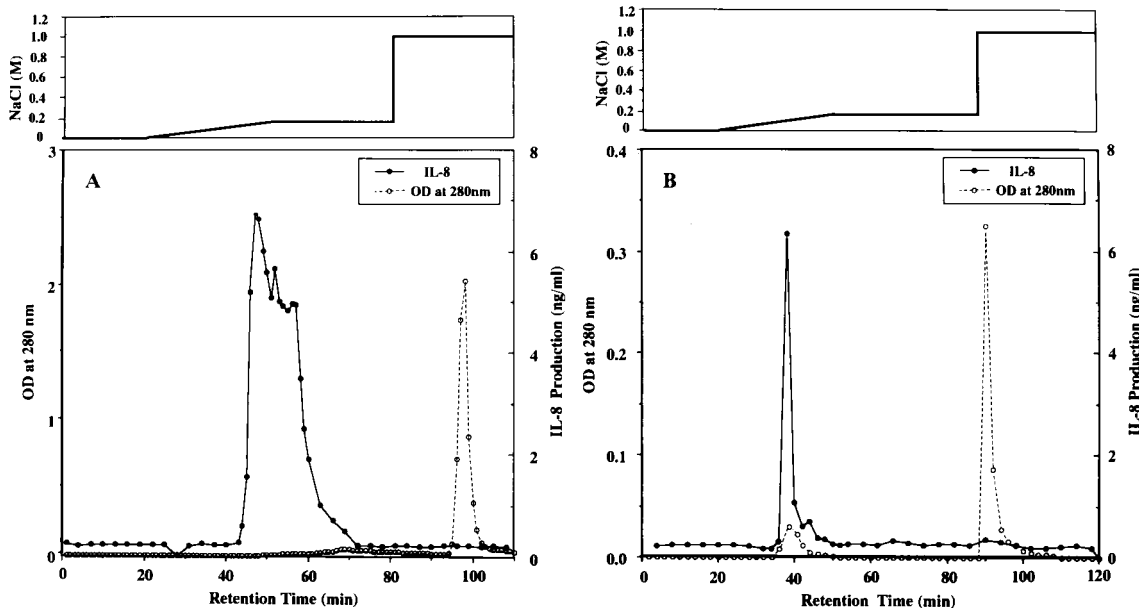 1.2
1.0
0.8
0.6
0.4
0.2
0
NaCl (M)
1.2
1.0
0.8
0.6
0.4
0.2
0
NaCl (M)
A
IL-8
OD at 280nm
3
2
1
0
OD at 280 nm
8
6
4
2
0
IL-8 Production (ng/ml)
0 20 40 60 80 100
Retention Time (min)
B
IL-8
OD at 280nm
0.4
0.3
0.2
0.1
0.0
OD at 280 nm
8
6
4
2
0
IL-8 Production (ng/ml)
0 20 40 60 80 100 120
Retention Time (min)